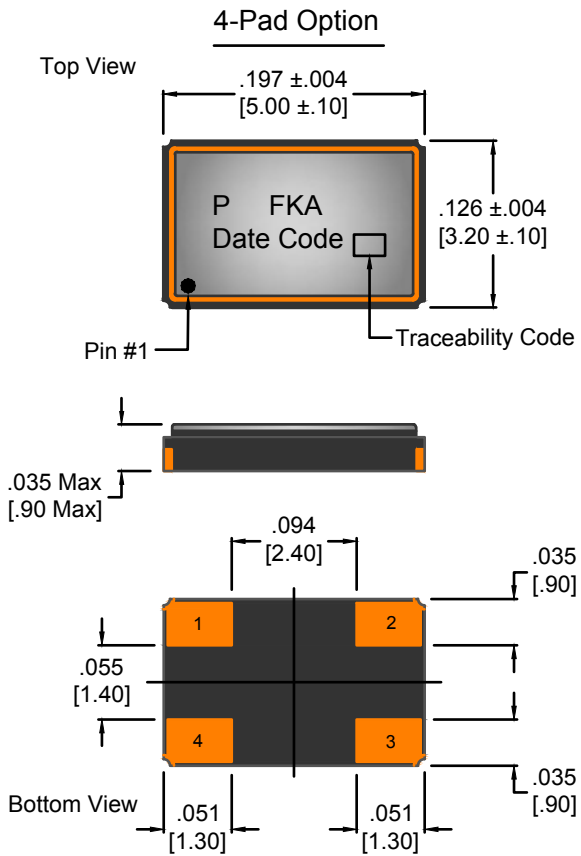 4-Pad Option
Top View
.197 ±.004
[5.00 ±.10]
P FKA
Date Code
.126 ±.004
[3.20 ±.10]
Pin #1
Traceability Code
.035 Max
[.90 Max]
.094
[2.40]
.035
[.90]
1
2
.055
[1.40]
4
3
.035
[.90]
Bottom View
.051
[1.30]
.051
[1.30]